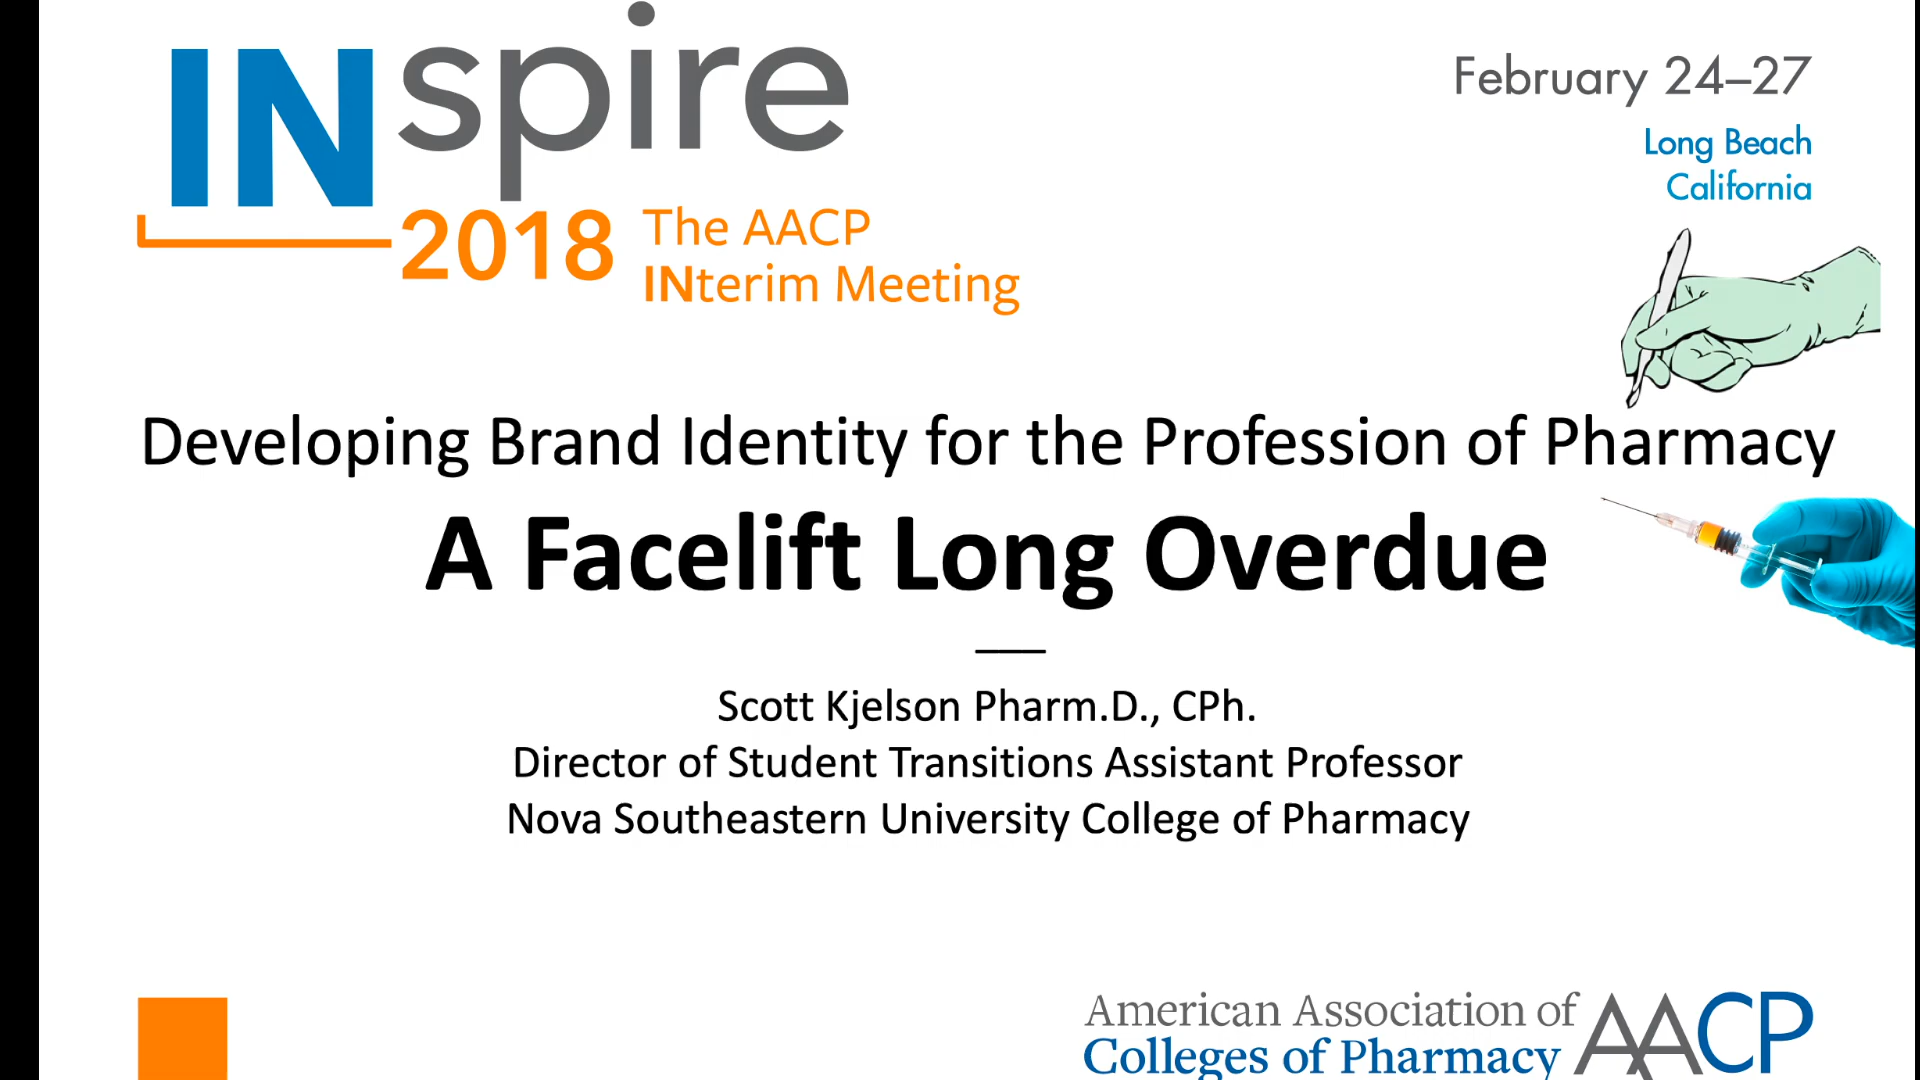 INspire
2018 The AACP
INterim Meeting
February 24–27
Long Beach
California
Developing Brand Identity for the Profession of Pharmacy
A Facelift Long Overdue
Scott Kjelson Pharm.D., CPh.
Director of Student Transitions Assistant Professor
Nova Southeastern University College of Pharmacy
American Association of
Colleges of Pharmacy
AACP